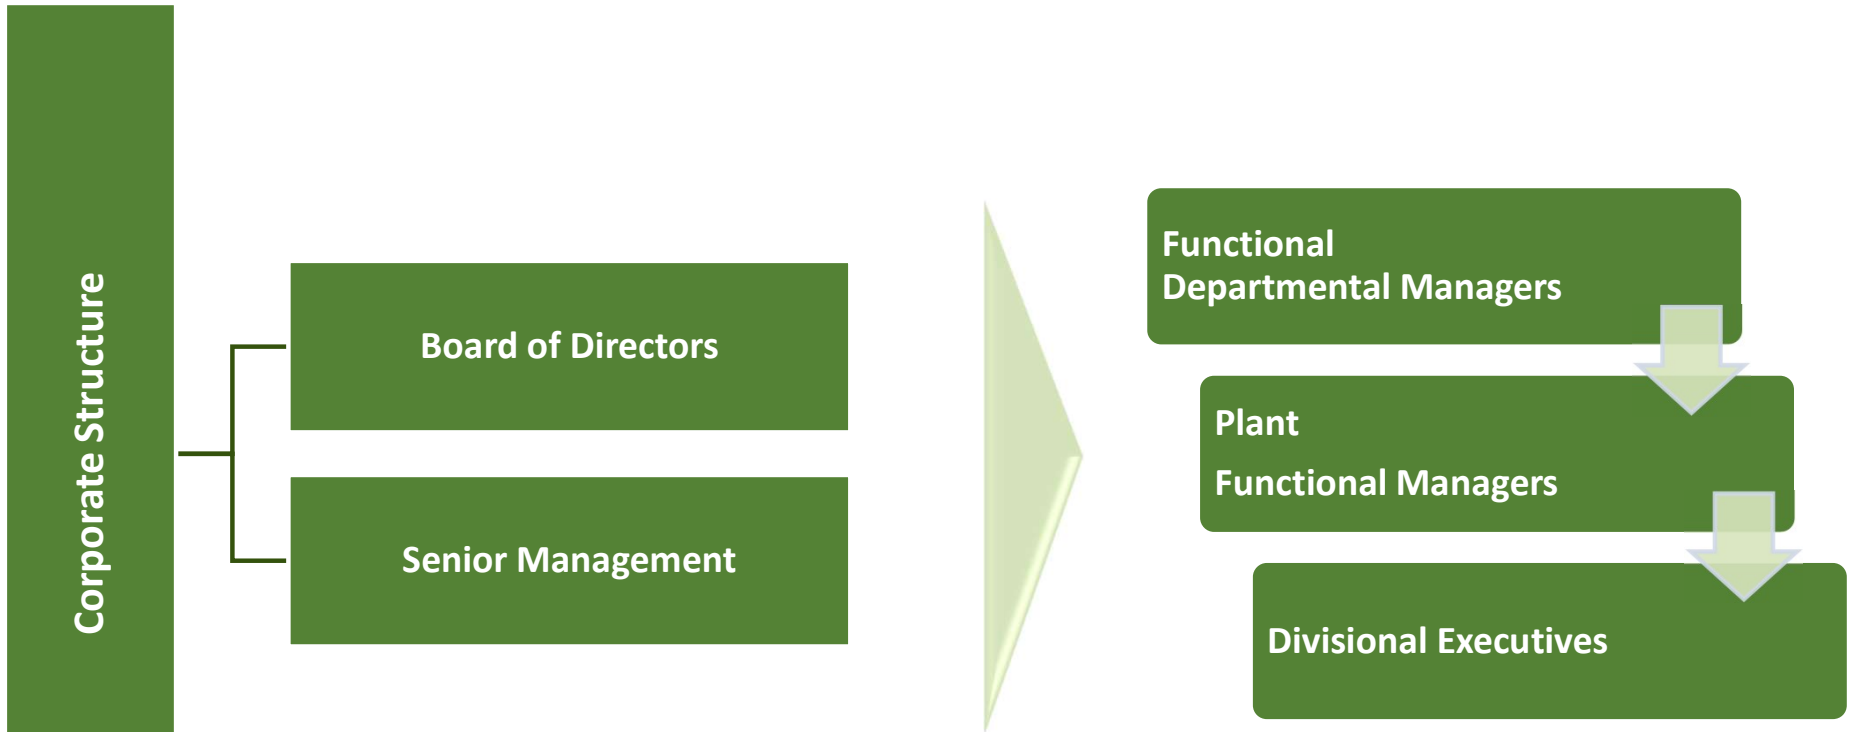 Corporate Structure
Board of Directors
Senior Management
Functional
Departmental Managers
Plant
Functional Managers
Divisional Executives